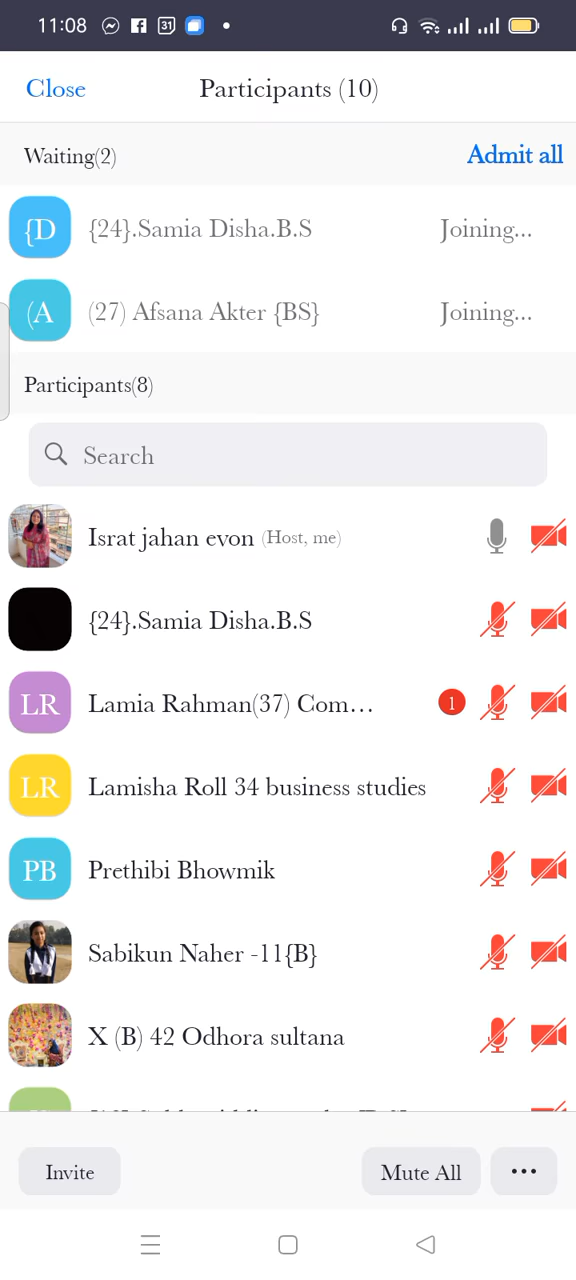 11:08
31
Close
Participants (10)
Waiting(2)
Admit all
{D
{24}.Samia Disha.B.S
Joining...
(A
(27) Afsana Akter {BS}
Joining...
Participants(8)
Search
Israt jahan evon (Host, me)
{24}.Samia Disha.B.S
LR
Lamia Rahman(37) Com...
1
LR
Lamisha Roll 34 business studies
PB
Prethibi Bhowmik
Sabikun Naher -11{B}
X (B) 42 Odhora sultana
Invite
Mute All